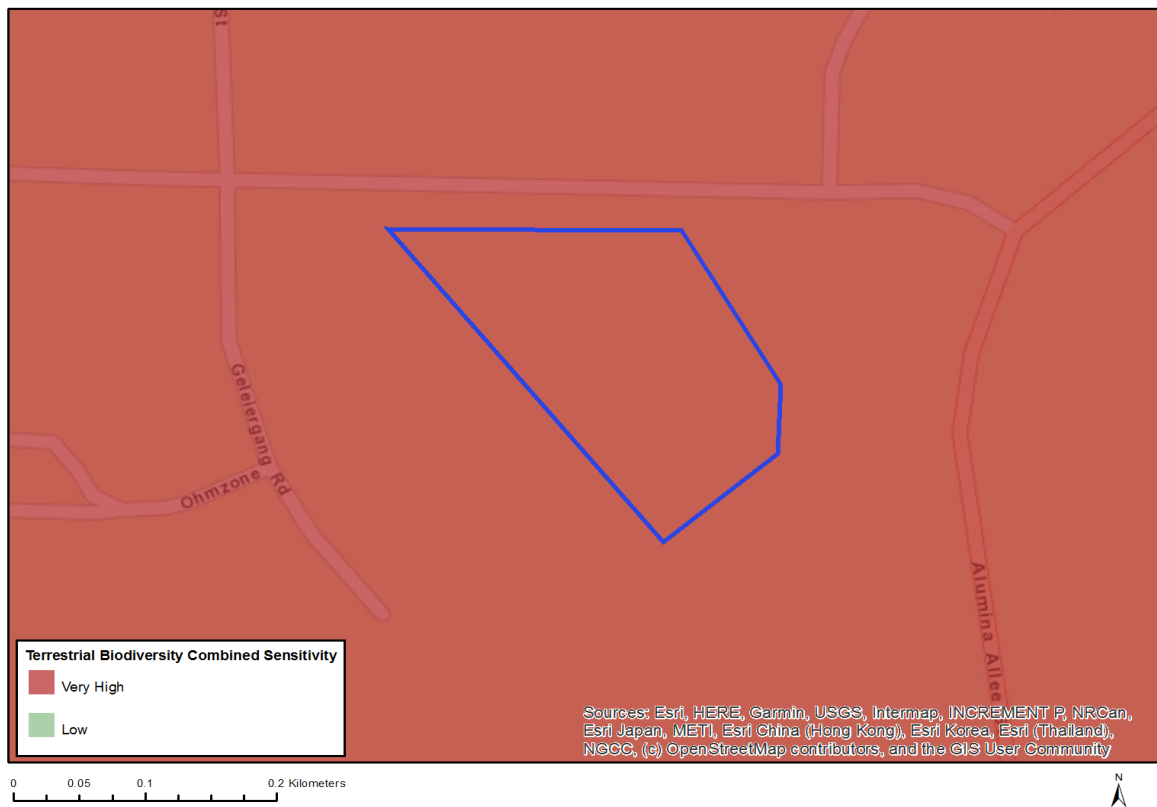 St
Geleiergang Rd
Ohmzone
Alumina Allee
Terrestrial Biodiversity Combined Sensitivity
Very High
Low
Sources: Esri, HERE, Garmin, USGS, Intermap, INCREMENT P, NRCan,
Esri Japan, METI, Esri China (Hong Kong), Esri Korea, Esri (Thailand),
NGCC, (c) OpenStreetMap contributors, and the GIS User Community
0 0.05 0.1 0.2 Kilometers
N